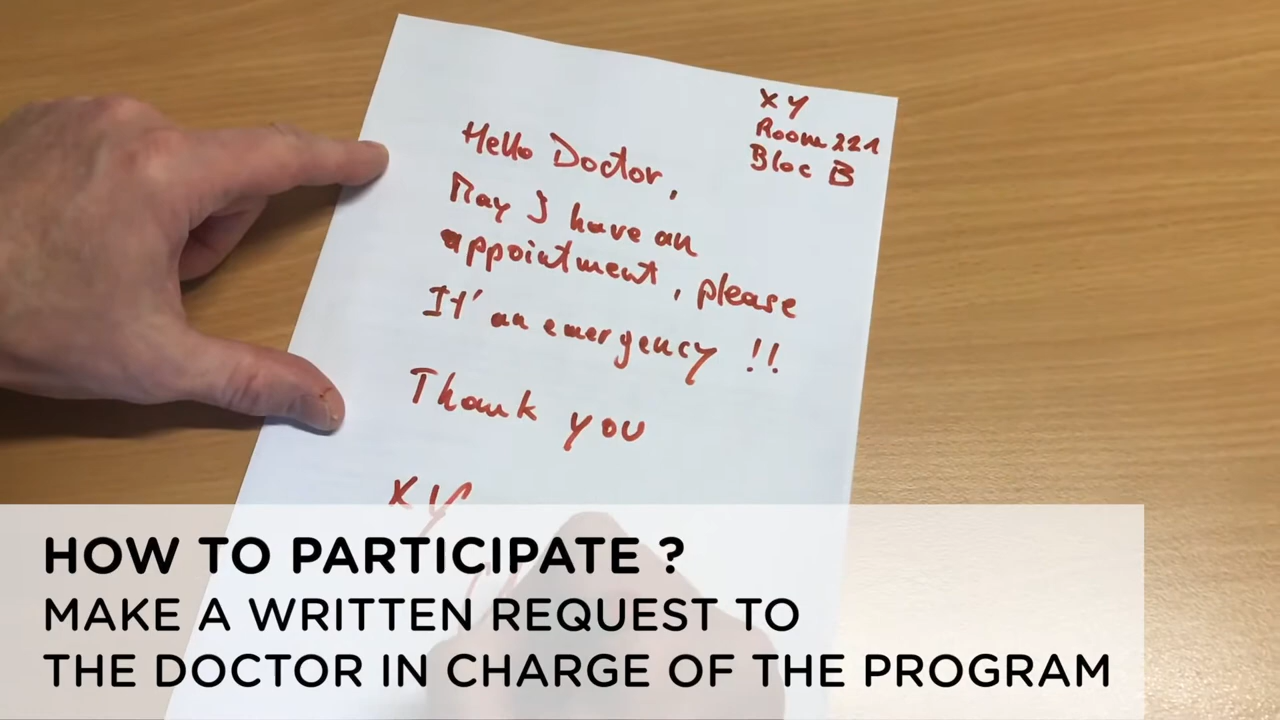 XY
Room 221
Bloc B
Hello Doctor,
May I have an
appointment, please
It' an emergency !!
Thank you
XY
HOW TO PARTICIPATE ?
MAKE A WRITTEN REQUEST TO
THE DOCTOR IN CHARGE OF THE PROGRAM